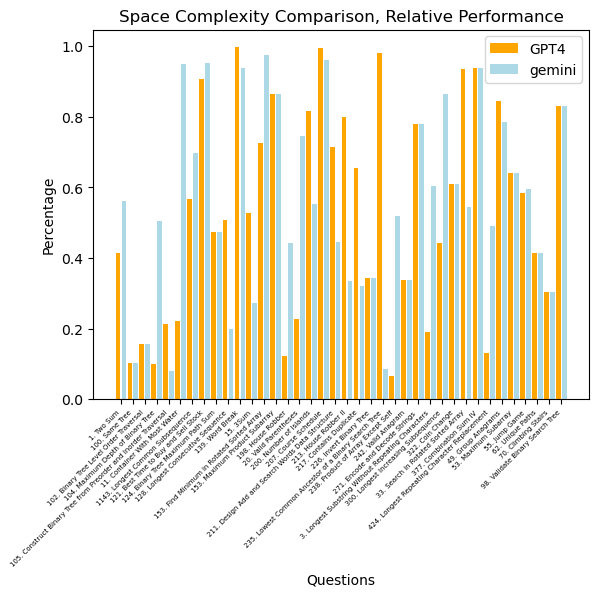 Space Complexity Comparison, Relative Performance
GPT4
gemini
Percentage
1.0
0.8
0.6
0.4
0.2
0.0
1. Two Sum
100. Same Tree
102. Binary Tree Level Order Traversal
104. Maximum Depth of Binary Tree
105. Construct Binary Tree from Preorder and Inorder Traversal
11. Container With Most Water
1143. Longest Common Subsequence
121. Best Time to Buy and Sell Stock
124. Binary Tree Maximum Path Sum
128. Longest Consecutive Sequence
139. Word Break
15. 3Sum
153. Find Minimum in Rotated Sorted Array
153. Maximum Product Subarray
198. House Robber
20. Valid Parentheses
200. Number of Islands
207. Course Schedule
211. Design Add and Search Words Data Structure
213. House Robber II
217. Contains Duplicate
226. Invert Binary Tree
235. Lowest Common Ancestor of a Binary Search Tree
238. Product of Array Except Self
242. Valid Anagram
271. Encode and Decode Strings
3. Longest Substring Without Repeating Characters
300. Longest Increasing Subsequence
322. Coin Change
33. Search in Rotated Sorted Array
377. Combination Sum IV
424. Longest Repeating Character Replacement
49. Group Anagrams
53. Maximum Subarray
55. Jump Game
62. Unique Paths
70. Climbing Stairs
98. Validate Binary Search Tree
Questions